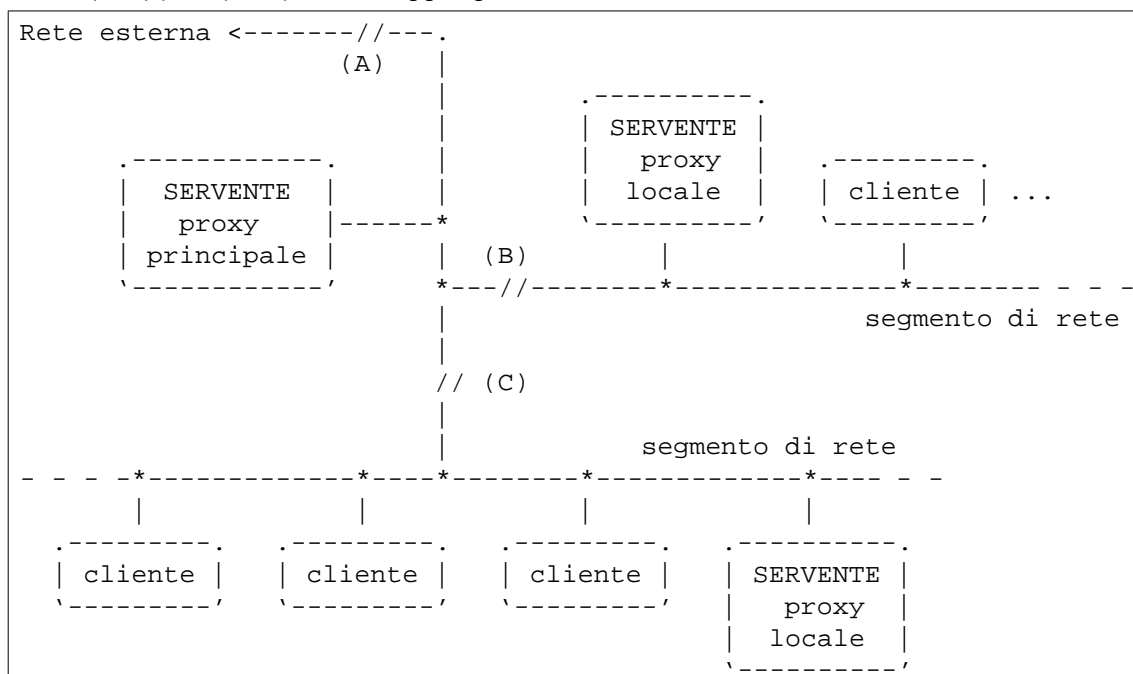 Rete esterna <-------//---.
(A) |
| .----------.
| | SERVENTE |
.------------. | | proxy | .---------.
| SERVENTE | | | locale | | cliente | ...
| proxy |------* `----------' `---------'
| principale | | (B) | |
`------------' *---//--------*--------------*-------- - - -
| segmento di rete
|
// (C)
|
| segmento di rete
- - - -*-------------*----*--------*-------------*---- - -
| | | |
.---------. .---------. .---------. .----------.
| cliente | | cliente | | cliente | | SERVENTE |
`---------' `---------' `---------' | proxy |
| locale |
`----------'